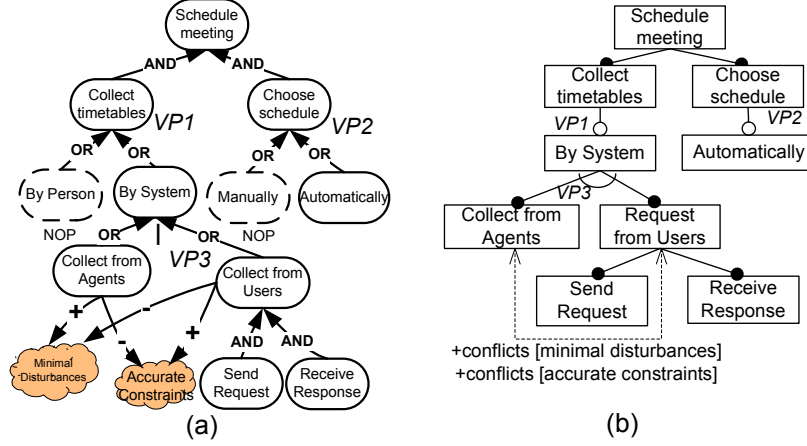 Schedule
meeting
AND
AND
Collect
timetables
VP1
Choose
schedule
VP2
OR
OR
OR
OR
By Person
By System
Manually
Automatically
NOP
NOP
OR
I
OR
VP3
Collect from
Agents
Collect from
Users
+
-
-
+
Minimal
Disturbances
Accurate
Constraints
AND
AND
Send
Request
Receive
Response
(a)
Schedule
meeting
Collect
timetables
Choose
schedule
VP1
VP2
By System
Automatically
VP3
Collect from
Agents
Request
from Users
Send
Request
Receive
Response
+conflicts [minimal disturbances]
+conflicts [accurate constraints]
(b)